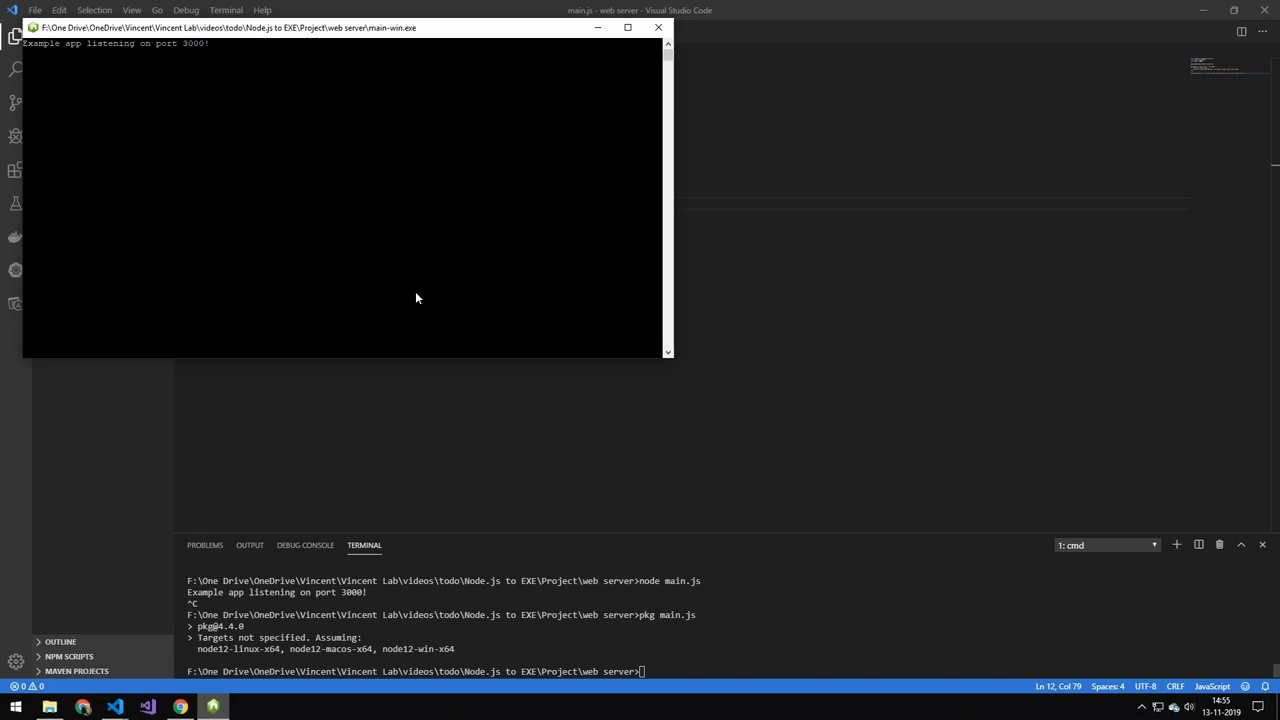 File Edit Selection View Go Debug Terminal Help
main.js - web server - Visual Studio Code
F:\One Drive\OneDrive\Vincent\Vincent Lab\videos\todo\Node.js to EXE\Project\web server\main-win.exe
Example app listening on port 3000!
PROBLEMS OUTPUT DEBUG CONSOLE TERMINAL
1: cmd
F:\One Drive\OneDrive\Vincent\Vincent Lab\videos\todo\Node.js to EXE\Project\web server>node main.js
Example app listening on port 3000!
^C
F:\One Drive\OneDrive\Vincent\Vincent Lab\videos\todo\Node.js to EXE\Project\web server>pkg main.js
> pkg@4.4.0
> Targets not specified. Assuming:
node12-linux-x64, node12-macos-x64, node12-win-x64
F:\One Drive\OneDrive\Vincent\Vincent Lab\videos\todo\Node.js to EXE\Project\web server>
OUTLINE
NPM SCRIPTS
MAVEN PROJECTS
0 0
Ln 12, Col 79 Spaces: 4 UTF-8 CRLF JavaScript
14:55
13-11-2019